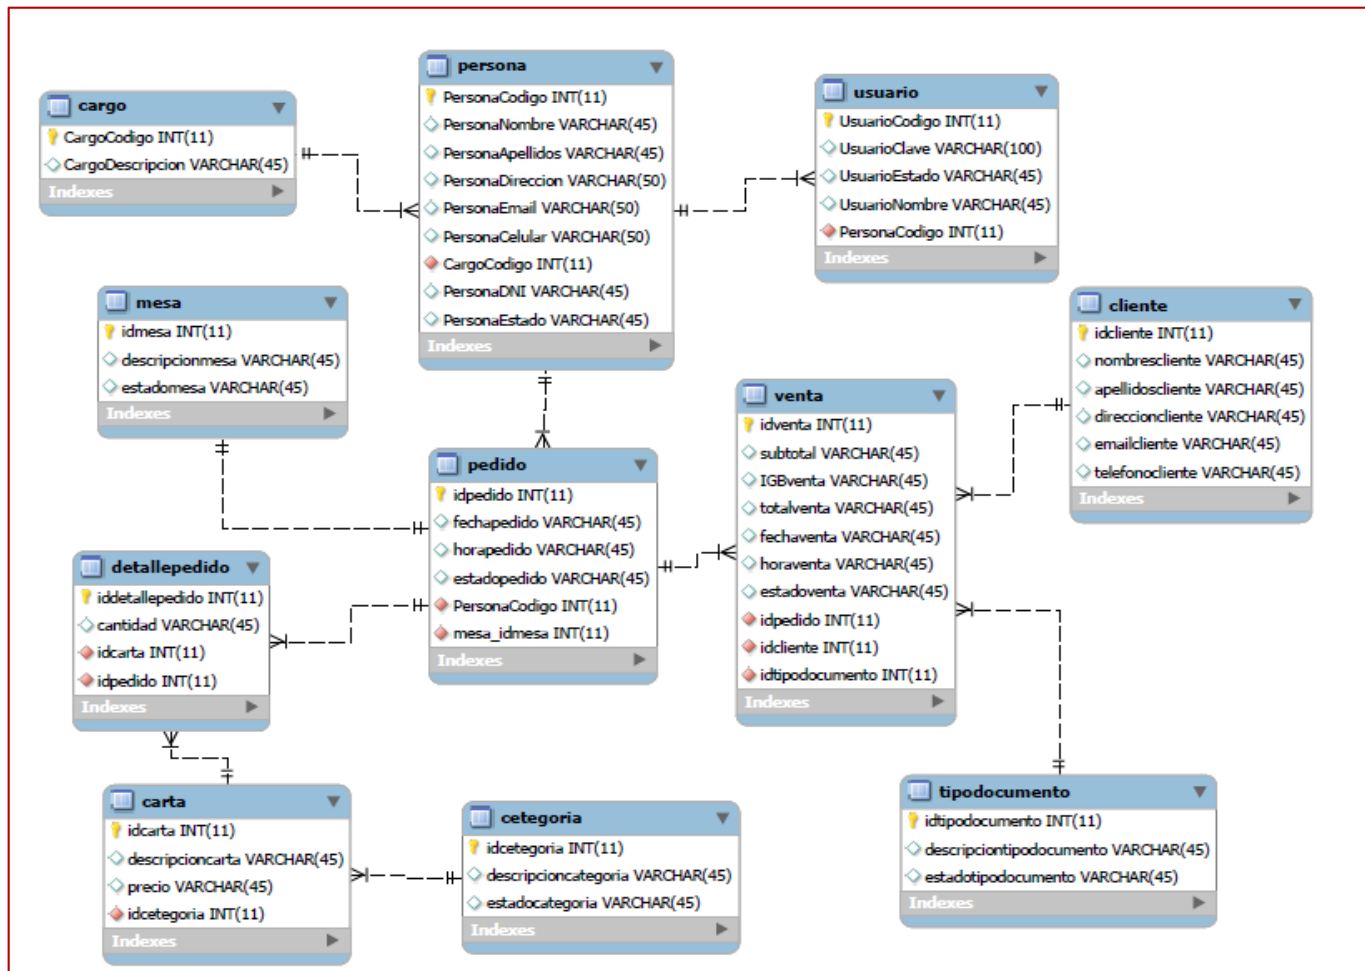 cargo
CargoCodigo INT(11)
CargoDescripcion VARCHAR(45)
Indexes
persona
PersonaCodigo INT(11)
PersonaNombre VARCHAR(45)
PersonaApellidos VARCHAR(45)
PersonaDireccion VARCHAR(50)
PersonaEmail VARCHAR(50)
PersonaCelular VARCHAR(50)
CargoCodigo INT(11)
PersonaDNI VARCHAR(45)
PersonaEstado VARCHAR(45)
Indexes
usuario
UsuarioCodigo INT(11)
UsuarioClave VARCHAR(100)
UsuarioEstado VARCHAR(45)
UsuarioNombre VARCHAR(45)
PersonaCodigo INT(11)
Indexes
mesa
idmesa INT(11)
descripcionmesa VARCHAR(45)
estadomesa VARCHAR(45)
Indexes
cliente
idcliente INT(11)
nombrescliente VARCHAR(45)
apellidoscliente VARCHAR(45)
direccioncliente VARCHAR(45)
emailcliente VARCHAR(45)
telefonocliente VARCHAR(45)
Indexes
venta
idventa INT(11)
subtotal VARCHAR(45)
IGBventa VARCHAR(45)
totalventa VARCHAR(45)
fechaventa VARCHAR(45)
horaventa VARCHAR(45)
estadoventa VARCHAR(45)
idpedido INT(11)
idcliente INT(11)
idtipodocumento INT(11)
Indexes
pedido
idpedido INT(11)
fechapedido VARCHAR(45)
horapedido VARCHAR(45)
estadopedido VARCHAR(45)
PersonaCodigo INT(11)
mesa_idmesa INT(11)
Indexes
detallepedido
iddetallepedido INT(11)
cantidad VARCHAR(45)
idcarta INT(11)
idpedido INT(11)
Indexes
carta
idcarta INT(11)
descripcioncarta VARCHAR(45)
precio VARCHAR(45)
idcetegoria INT(11)
Indexes
cetegoria
idcetegoria INT(11)
descripcioncategoria VARCHAR(45)
estadocategoria VARCHAR(45)
Indexes
tipodocumento
idtipodocumento INT(11)
descripciontipodocumento VARCHAR(45)
estadotipodocumento VARCHAR(45)
Indexes